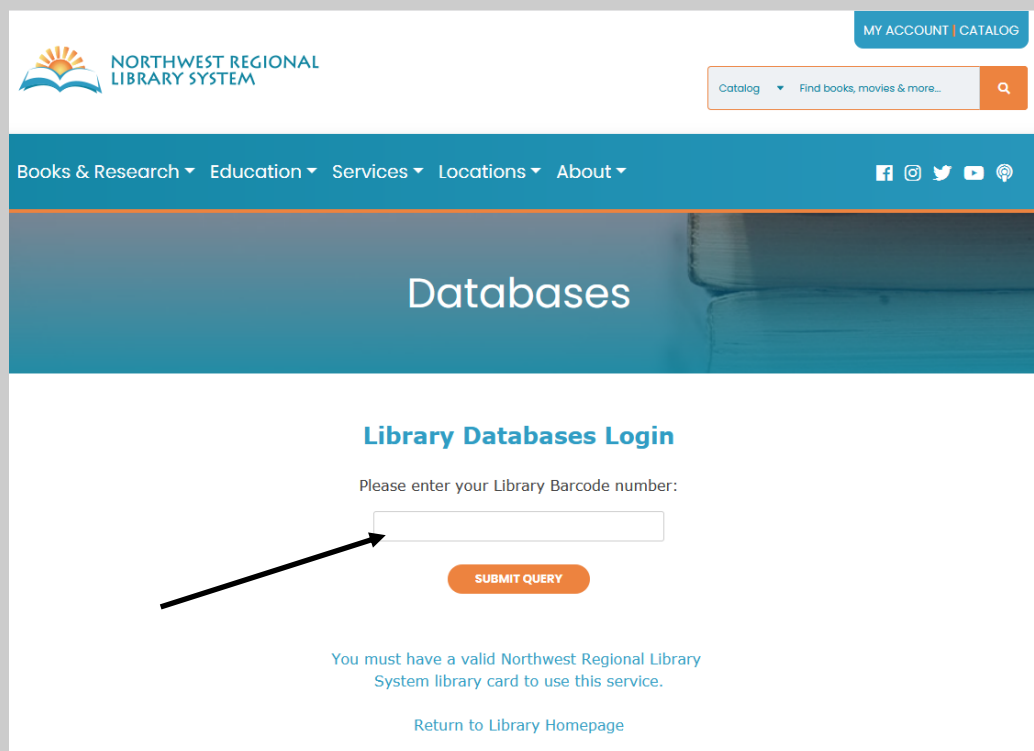 MY ACCOUNT | CATALOG
NORTHWEST REGIONAL
LIBRARY SYSTEM
Catalog Find books, movies & more...
Books & Research Education Services Locations About
Databases
Library Databases Login
Please enter your Library Barcode number:
SUBMIT QUERY
You must have a valid Northwest Regional Library
System library card to use this service.
Return to Library Homepage